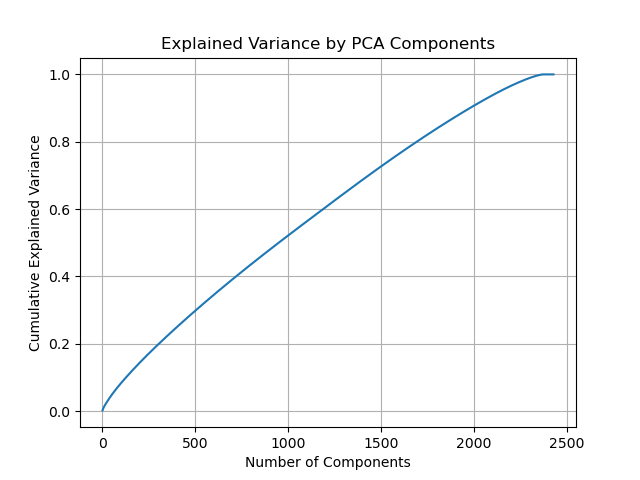 Explained Variance by PCA Components
1.0
0.8
0.6
0.4
0.2
0.0
Cumulative Explained Variance
0 500 1000 1500 2000 2500
Number of Components